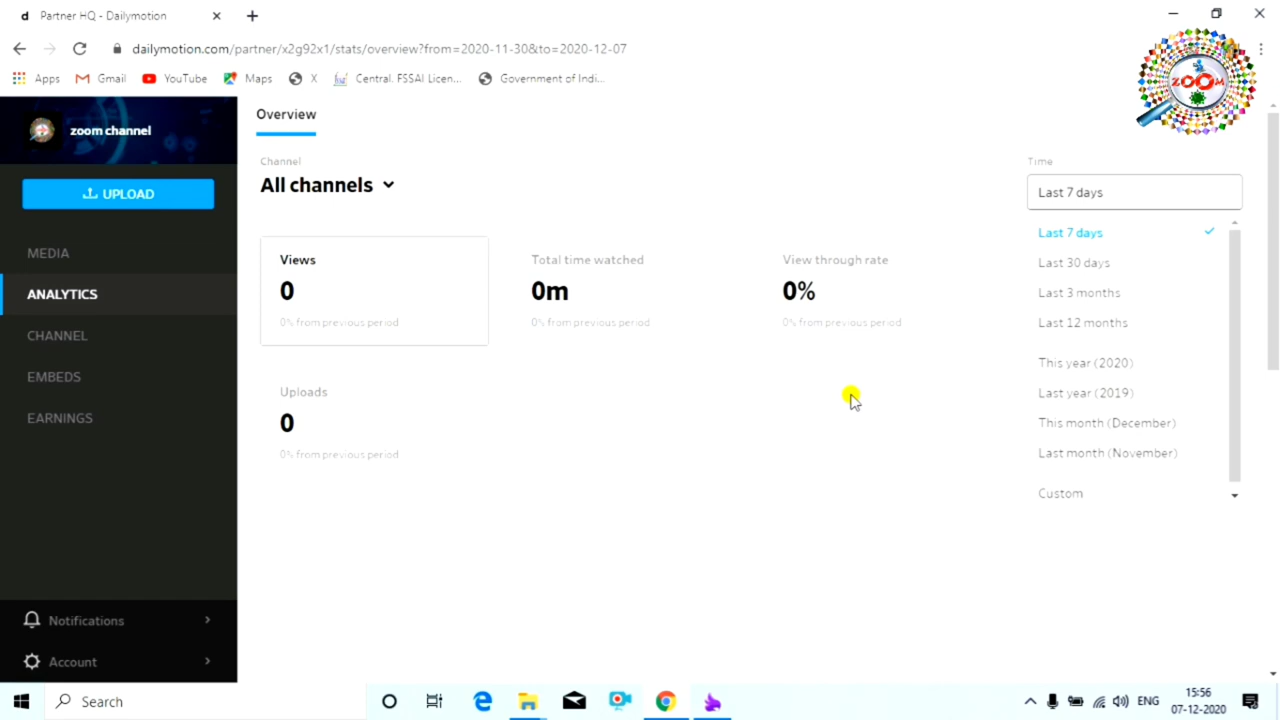 d Partner HQ - Dailymotion
dailymotion.com/partner/x2g92x1/stats/overview?from=2020-11-30&to=2020-12-07
Apps Gmail YouTube Maps X Central. FSSAI Licen... Government of Indi...
ZOOM
zoom channel
UPLOAD
MEDIA
ANALYTICS
CHANNEL
EMBEDS
EARNINGS
Notifications
Account
Overview
Channel
All channels
Time
Last 7 days
Last 7 days
Last 30 days
Last 3 months
Last 12 months
This year (2020)
Last year (2019)
This month (December)
Last month (November)
Custom
Views
0
0% from previous period
Total time watched
0m
0% from previous period
View through rate
0%
0% from previous period
Uploads
0
0% from previous period
Search
ENG
15:56
07-12-2020